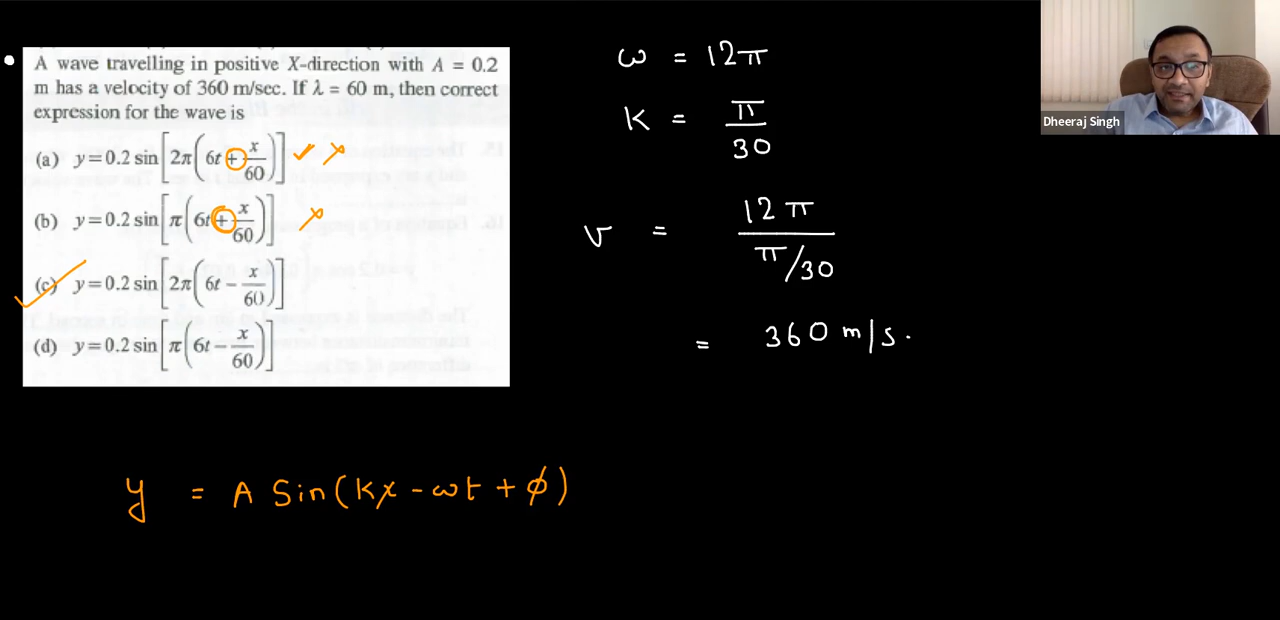 A wave travelling in positive X-direction with A = 0.2
m has a velocity of 360 m/sec. If λ = 60 m, then correct
expression for the wave is
(a) y=0.2 sin[2π(6t+x/60)]
(b) y=0.2 sin[π(6t+x/60)]
(c) y=0.2 sin[2π(6t−x/60)]
(d) y=0.2 sin[π(6t−x/60)]
ω = 12π
K = π/30
v = 12π/(π/30)
= 360 m/s.
y = A Sin(Kx - ωt + ϕ)
Dheeraj Singh